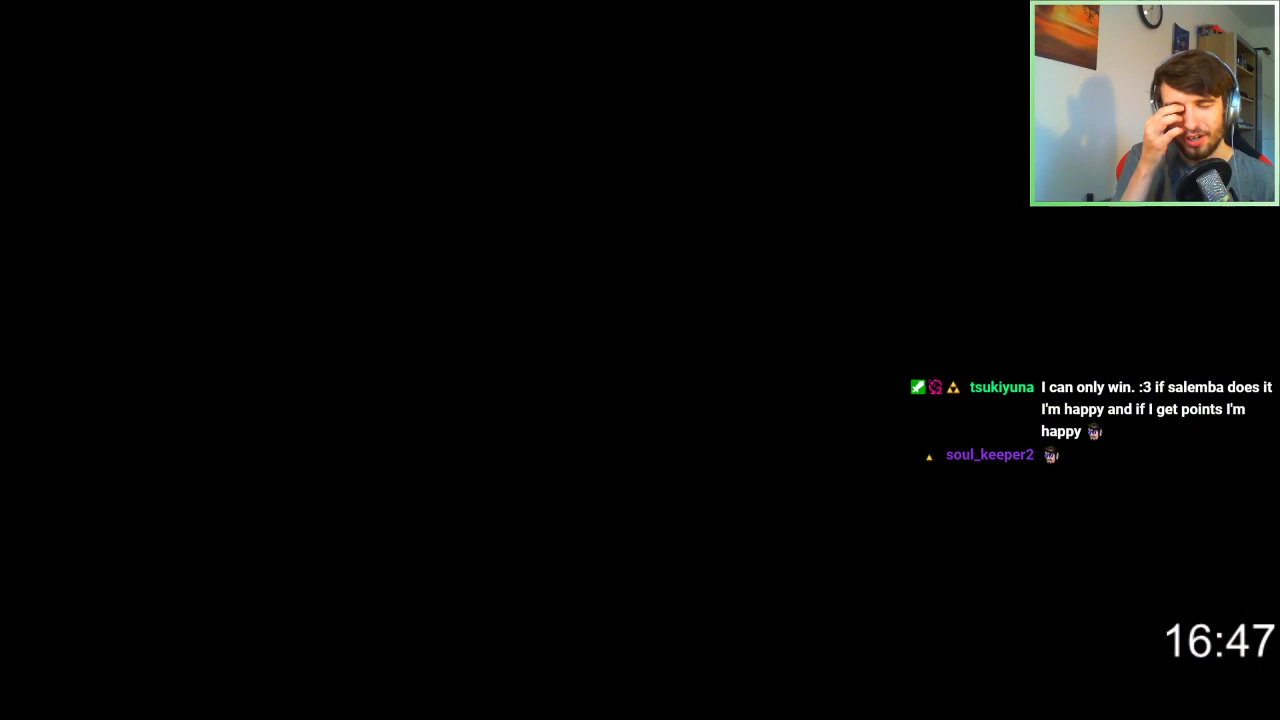 tsukiyuna I can only win. :3 if salemba does it
I'm happy and if I get points I'm
happy
soul_keeper2
16:47